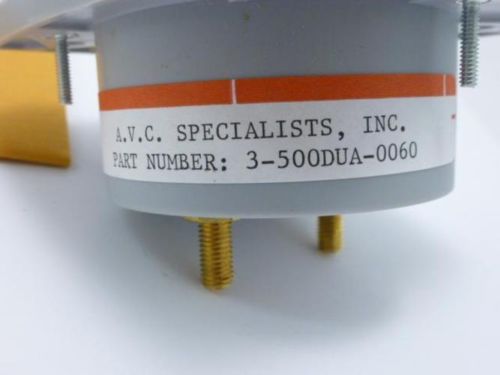 A.V.C. SPECIALISTS, INC.
PART NUMBER: 3-500DUA-0060